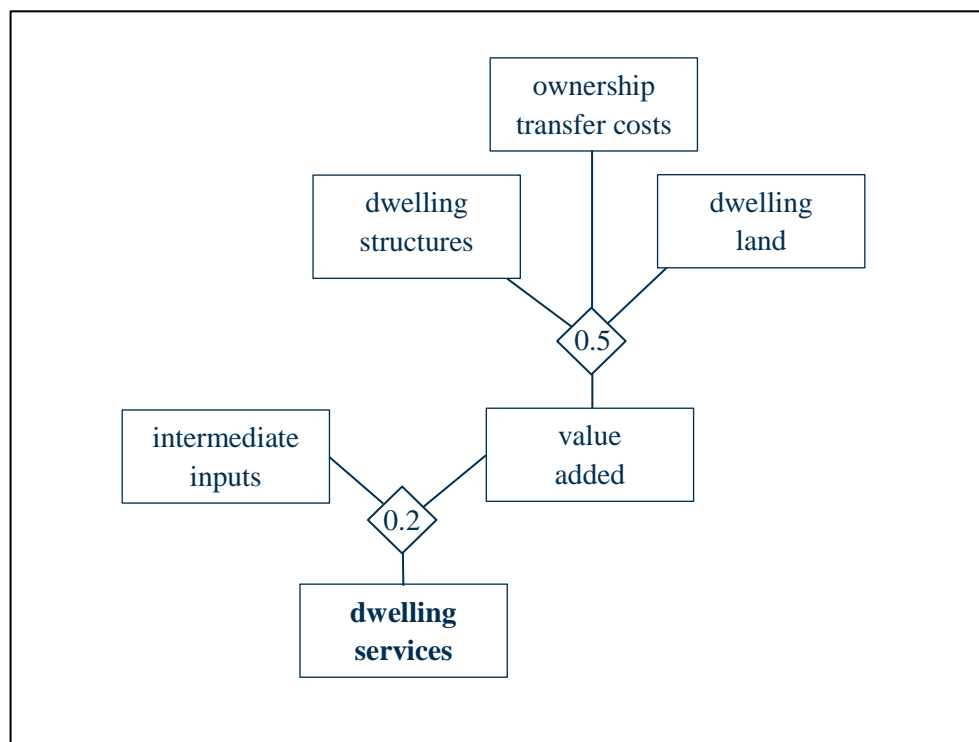 ownership
transfer costs
dwelling
structures
dwelling
land
0.5
intermediate
inputs
value
added
0.2
dwelling
services